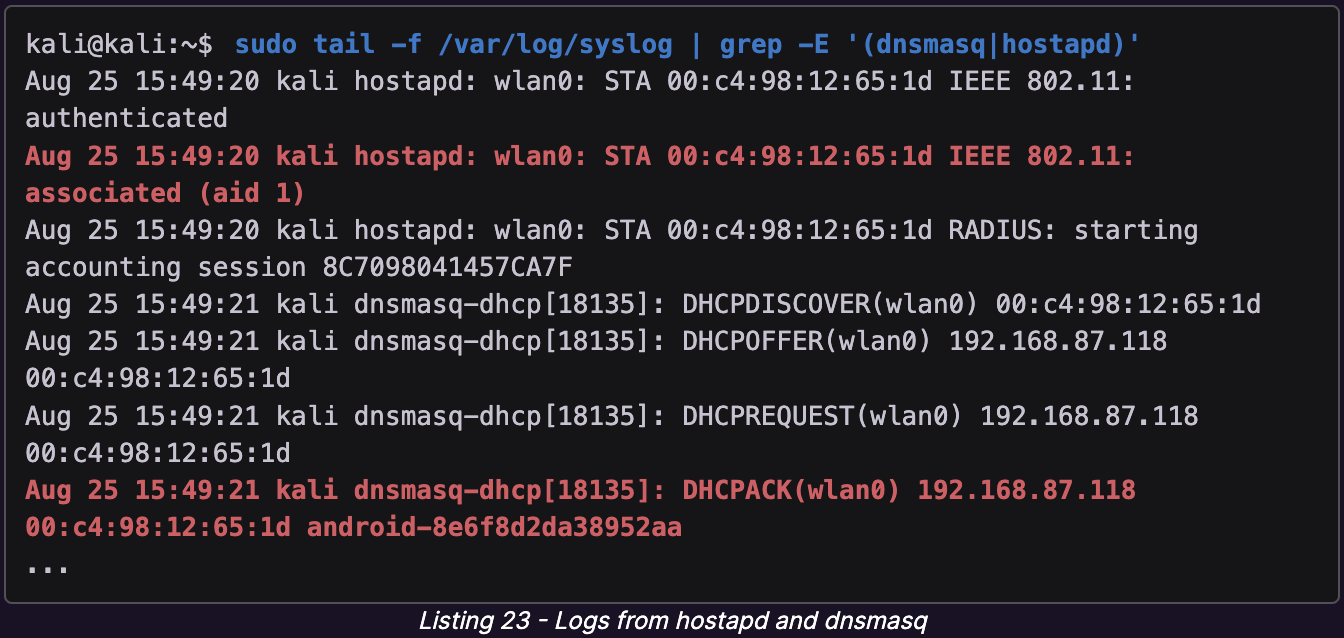 kali@kali:~$ sudo tail -f /var/log/syslog | grep -E '(dnsmasq|hostapd)'
Aug 25 15:49:20 kali hostapd: wlan0: STA 00:c4:98:12:65:1d IEEE 802.11:
authenticated
Aug 25 15:49:20 kali hostapd: wlan0: STA 00:c4:98:12:65:1d IEEE 802.11:
associated (aid 1)
Aug 25 15:49:20 kali hostapd: wlan0: STA 00:c4:98:12:65:1d RADIUS: starting
accounting session 8C7098041457CA7F
Aug 25 15:49:21 kali dnsmasq-dhcp[18135]: DHCPDISCOVER(wlan0) 00:c4:98:12:65:1d
Aug 25 15:49:21 kali dnsmasq-dhcp[18135]: DHCPOFFER(wlan0) 192.168.87.118
00:c4:98:12:65:1d
Aug 25 15:49:21 kali dnsmasq-dhcp[18135]: DHCPREQUEST(wlan0) 192.168.87.118
00:c4:98:12:65:1d
Aug 25 15:49:21 kali dnsmasq-dhcp[18135]: DHCPACK(wlan0) 192.168.87.118
00:c4:98:12:65:1d android-8e6f8d2da38952aa
...
Listing 23 - Logs from hostapd and dnsmasq